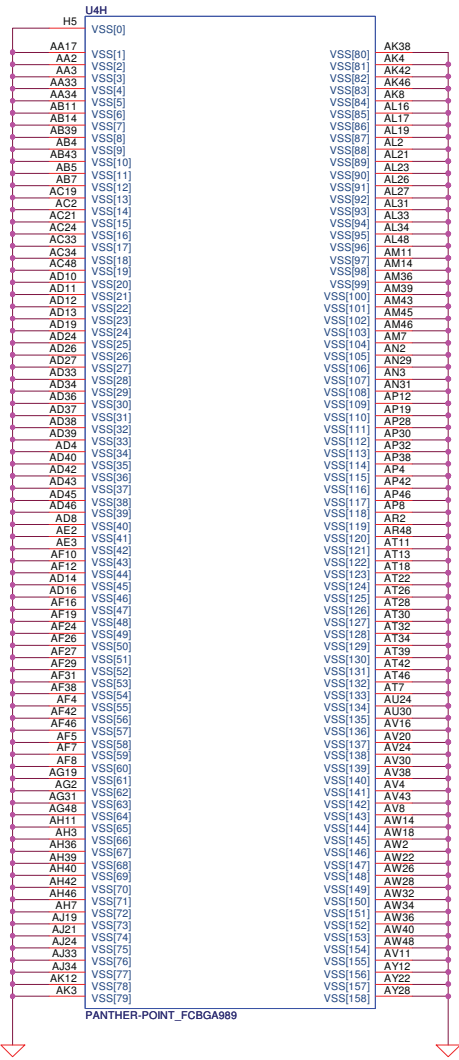 U4H
H5 VSS[0]
AA17 VSS[1] VSS[80] AK38
AA2 VSS[2] VSS[81] AK4
AA3 VSS[3] VSS[82] AK42
AA33 VSS[4] VSS[83] AK46
AA34 VSS[5] VSS[84] AK8
AB11 VSS[6] VSS[85] AL16
AB14 VSS[7] VSS[86] AL17
AB39 VSS[8] VSS[87] AL19
AB4 VSS[9] VSS[88] AL2
AB43 VSS[10] VSS[89] AL21
AB5 VSS[11] VSS[90] AL23
AB7 VSS[12] VSS[91] AL26
AC19 VSS[13] VSS[92] AL27
AC2 VSS[14] VSS[93] AL31
AC21 VSS[15] VSS[94] AL33
AC24 VSS[16] VSS[95] AL34
AC33 VSS[17] VSS[96] AL48
AC34 VSS[18] VSS[97] AM11
AC48 VSS[19] VSS[98] AM14
AD10 VSS[20] VSS[99] AM36
AD11 VSS[21] VSS[100] AM39
AD12 VSS[22] VSS[101] AM43
AD13 VSS[23] VSS[102] AM45
AD19 VSS[24] VSS[103] AM46
AD24 VSS[25] VSS[104] AM7
AD26 VSS[26] VSS[105] AN2
AD27 VSS[27] VSS[106] AN29
AD33 VSS[28] VSS[107] AN3
AD34 VSS[29] VSS[108] AN31
AD36 VSS[30] VSS[109] AP12
AD37 VSS[31] VSS[110] AP19
AD38 VSS[32] VSS[111] AP28
AD39 VSS[33] VSS[112] AP30
AD4 VSS[34] VSS[113] AP32
AD40 VSS[35] VSS[114] AP38
AD42 VSS[36] VSS[115] AP4
AD43 VSS[37] VSS[116] AP42
AD45 VSS[38] VSS[117] AP46
AD46 VSS[39] VSS[118] AP8
AD8 VSS[40] VSS[119] AR2
AE2 VSS[41] VSS[120] AR48
AE3 VSS[42] VSS[121] AT11
AF10 VSS[43] VSS[122] AT13
AF12 VSS[44] VSS[123] AT18
AD14 VSS[45] VSS[124] AT22
AD16 VSS[46] VSS[125] AT26
AF16 VSS[47] VSS[126] AT28
AF19 VSS[48] VSS[127] AT30
AF24 VSS[49] VSS[128] AT32
AF26 VSS[50] VSS[129] AT34
AF27 VSS[51] VSS[130] AT39
AF29 VSS[52] VSS[131] AT42
AF31 VSS[53] VSS[132] AT46
AF38 VSS[54] VSS[133] AT7
AF4 VSS[55] VSS[134] AU24
AF42 VSS[56] VSS[135] AU30
AF46 VSS[57] VSS[136] AV16
AF5 VSS[58] VSS[137] AV20
AF7 VSS[59] VSS[138] AV24
AF8 VSS[60] VSS[139] AV30
AG19 VSS[61] VSS[140] AV38
AG2 VSS[62] VSS[141] AV4
AG31 VSS[63] VSS[142] AV43
AG48 VSS[64] VSS[143] AV8
AH11 VSS[65] VSS[144] AW14
AH3 VSS[66] VSS[145] AW18
AH36 VSS[67] VSS[146] AW2
AH39 VSS[68] VSS[147] AW22
AH40 VSS[69] VSS[148] AW26
AH42 VSS[70] VSS[149] AW28
AH46 VSS[71] VSS[150] AW32
AH7 VSS[72] VSS[151] AW34
AJ19 VSS[73] VSS[152] AW36
AJ21 VSS[74] VSS[153] AW40
AJ24 VSS[75] VSS[154] AW48
AJ33 VSS[76] VSS[155] AV11
AJ34 VSS[77] VSS[156] AY12
AK12 VSS[78] VSS[157] AY22
AK3 VSS[79] VSS[158] AY28
PANTHER-POINT_FCBGA989